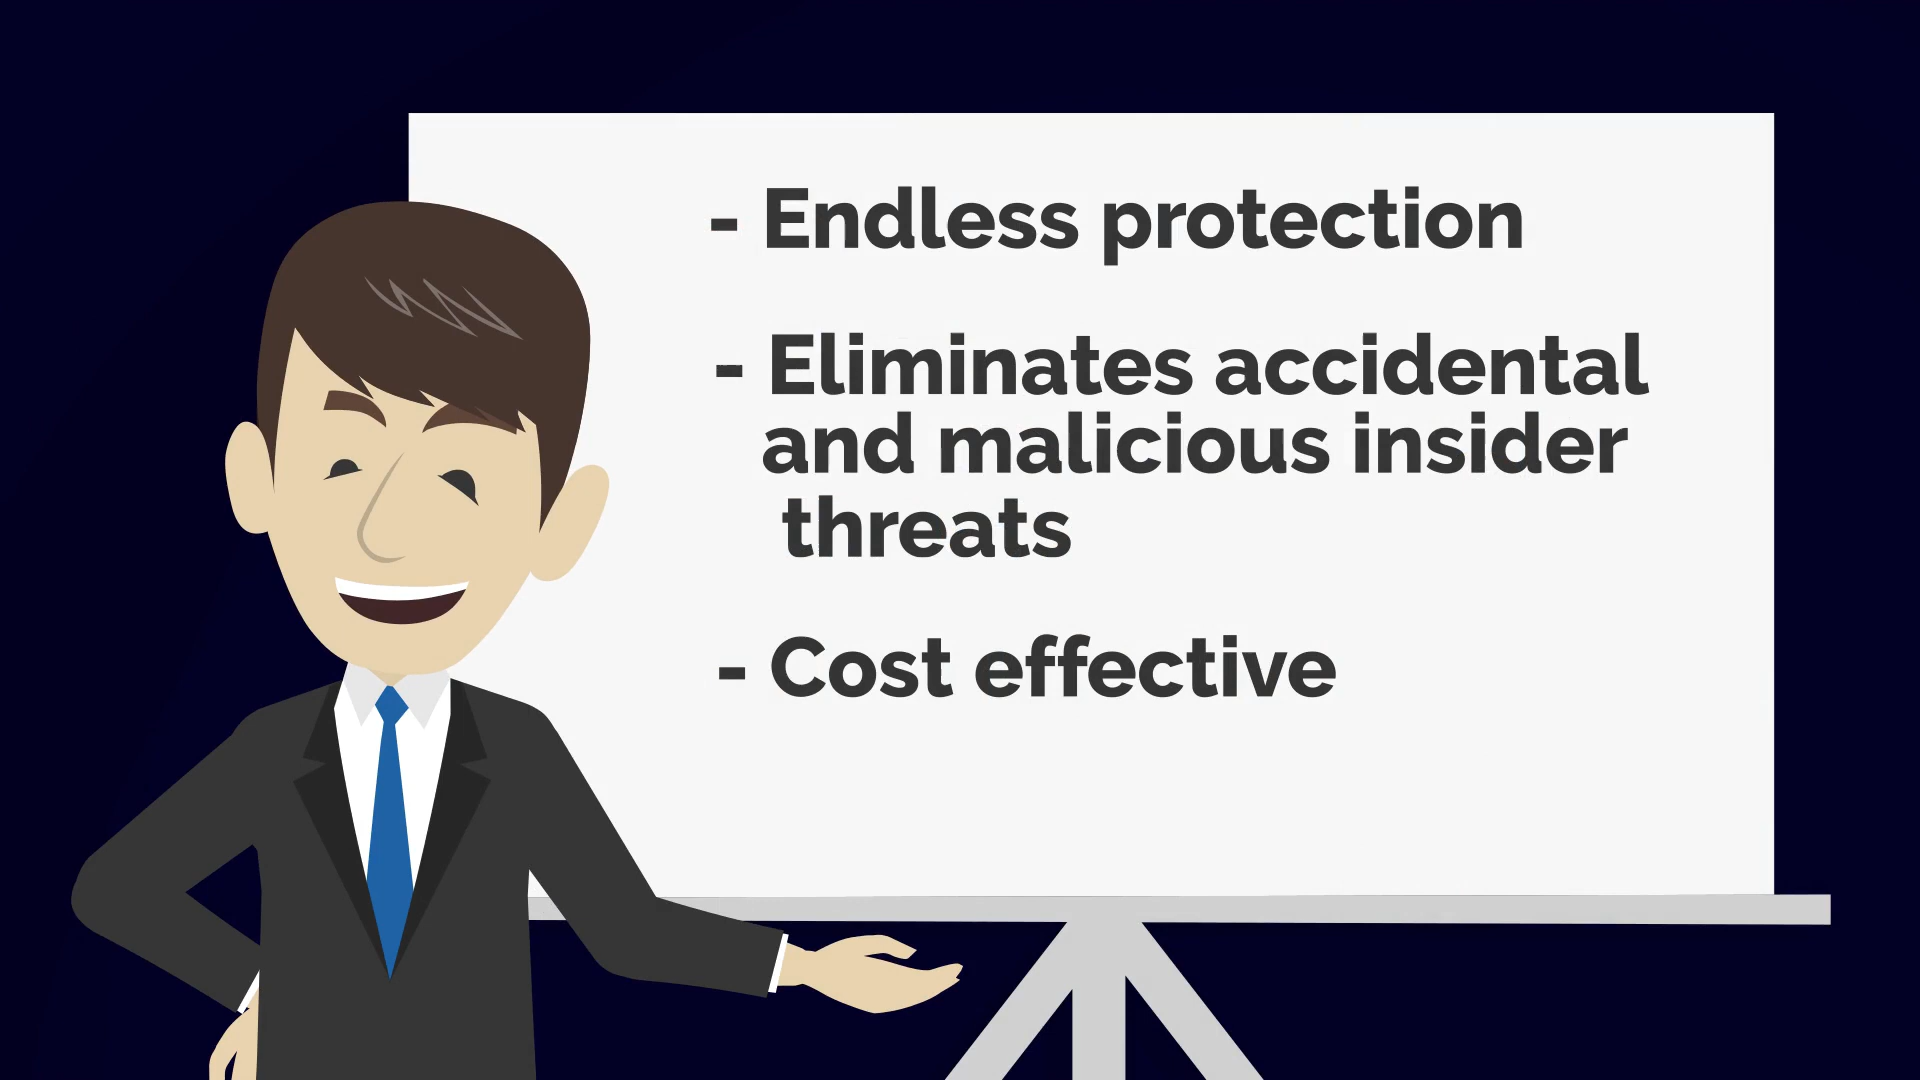 - Endless protection
- Eliminates accidental
and malicious insider
threats
- Cost effective